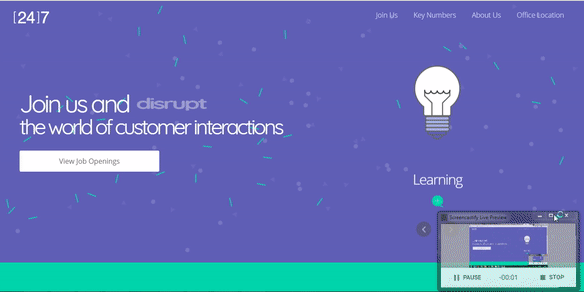 [24]7
Join Us Key Numbers About Us Office Location
Join us and disrupt
the world of customer interactions
View Job Openings
Learning
Screencastify Live Preview
PAUSE -00:01 STOP